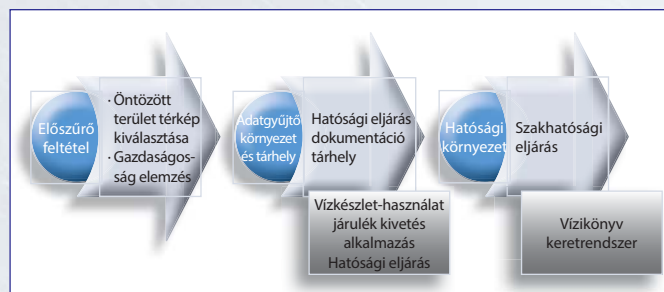 Előszűrő
feltétel
· Öntözött
terület térkép
kiválasztása
· Gazdaságos-
ság elemzés
Adatgyűjtő
környezet
és tárhely
Hatósági eljárás
dokumentáció
tárhely
Vízkészlet-használat
járulék kivetés
alkalmazás
Hatósági eljárás
Hatósági
környezet
Szakhatósági
eljárás
Vízikönyv
keretrendszer